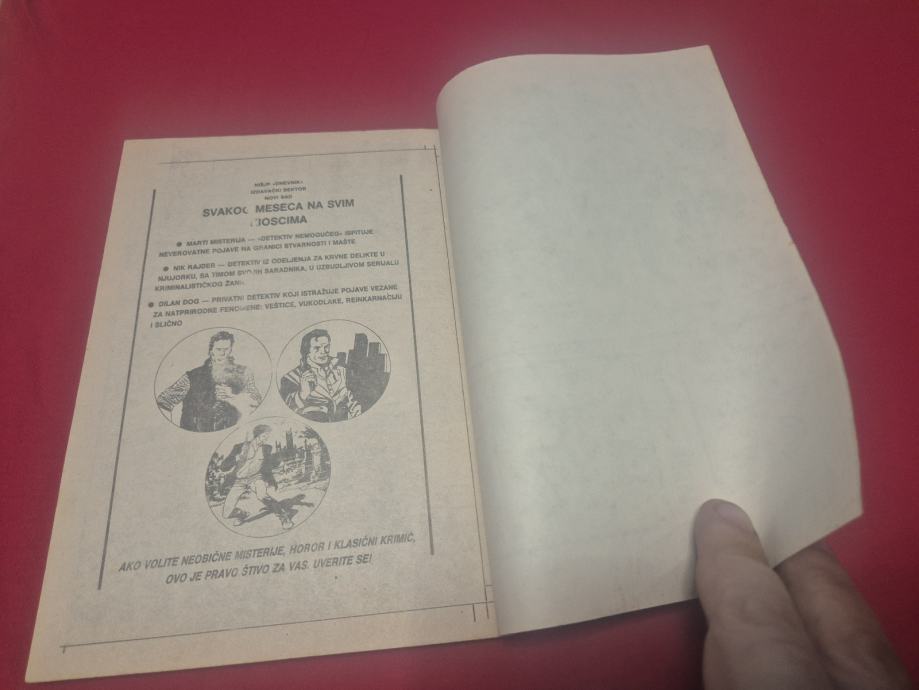 NIŠIP «DNEVNIK»
IZDAVAČKI SEKTOR
NOVI SAD
SVAKOG MESECA NA SVIM
KIOSCIMA
● MARTI MISTERIJA — «DETEKTIV NEMOGUĆEG» ISPITUJE
NEVEROVATNE POJAVE NA GRANICI STVARNOSTI I MAŠTE
● NIK RAJDER — DETEKTIV IZ ODELJENJA ZA KRVNE DELIKTE U
NJUJORKU, SA TIMOM SVOJIH SARADNIKA, U UZBUDLJIVOM SERIJALU
KRIMINALISTIČKOG ŽANRA
● DILAN DOG — PRIVATNI DETEKTIV KOJI ISTRAŽUJE POJAVE VEZANE
ZA NATPRIRODNE FENOMENE: VEŠTICE, VUKODLAKE, REINKARNACIJU
I SLIČNO
AKO VOLITE NEOBIČNE MISTERIJE, HOROR I KLASIČNI KRIMIĆ,
OVO JE PRAVO ŠTIVO ZA VAS. UVERITE SE!